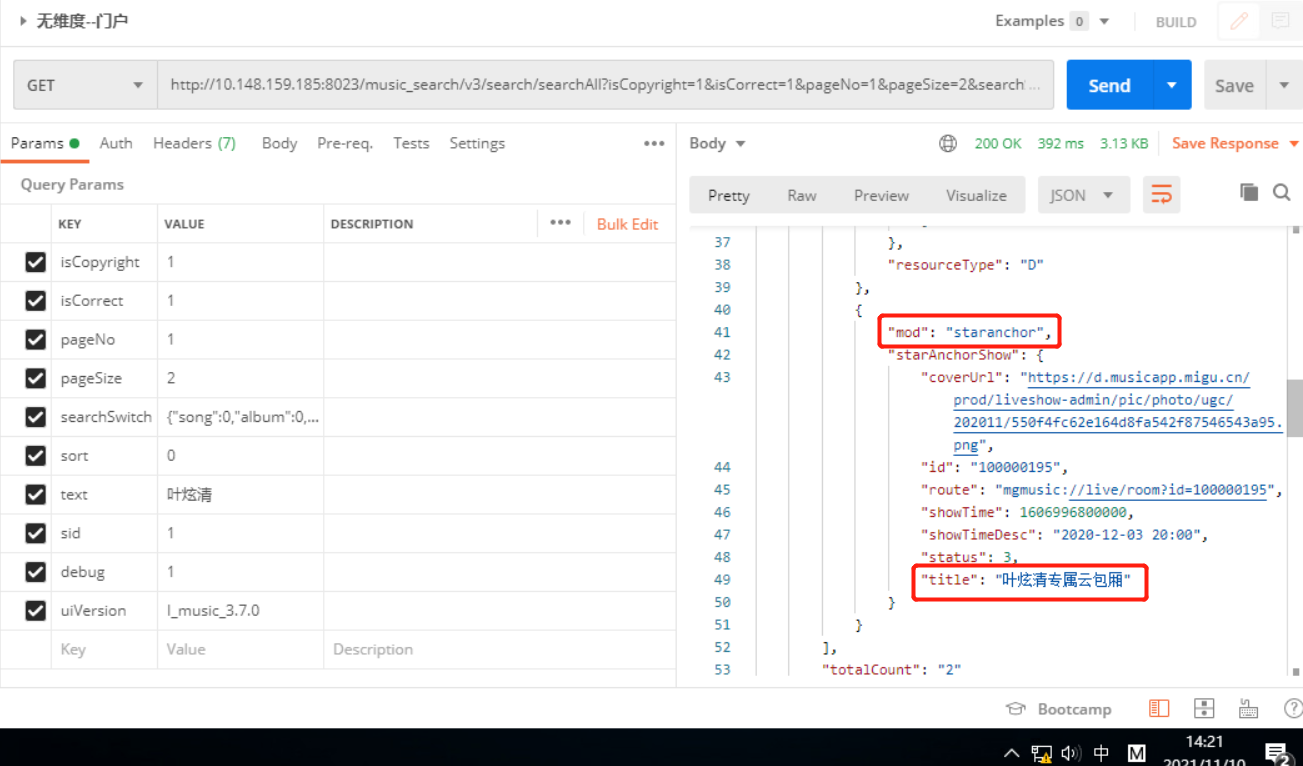 无维度--门户
Examples 0
BUILD
GET
http://10.148.159.185:8023/music_search/v3/search/searchAll?isCopyright=1&isCorrect=1&pageNo=1&pageSize=2&search...
Send
Save
Params
Auth
Headers (7)
Body
Pre-req.
Tests
Settings
Query Params
KEY VALUE DESCRIPTION Bulk Edit
isCopyright 1
isCorrect 1
pageNo 1
pageSize 2
searchSwitch {"song":0,"album":0,...
sort 0
text 叶炫清
sid 1
debug 1
uiVersion I_music_3.7.0
Key Value Description
Body
200 OK 392 ms 3.13 KB Save Response
Pretty Raw Preview Visualize JSON
37 },
38 "resourceType": "D"
39 },
40 {
41 "mod": "staranchor",
42 "starAnchorShow": {
43 "coverUrl": "https://d.musicapp.migu.cn/
prod/liveshow-admin/pic/photo/ugc/
202011/550f4fc62e164d8fa542f87546543a95.
png",
44 "id": "100000195",
45 "route": "mgmusic://live/room?id=100000195",
46 "showTime": 1606996800000,
47 "showTimeDesc": "2020-12-03 20:00",
48 "status": 3,
49 "title": "叶炫清专属云包厢"
50 }
51 }
52 ],
53 "totalCount": "2"
Bootcamp
中 M
14:21
2021/11/10
2